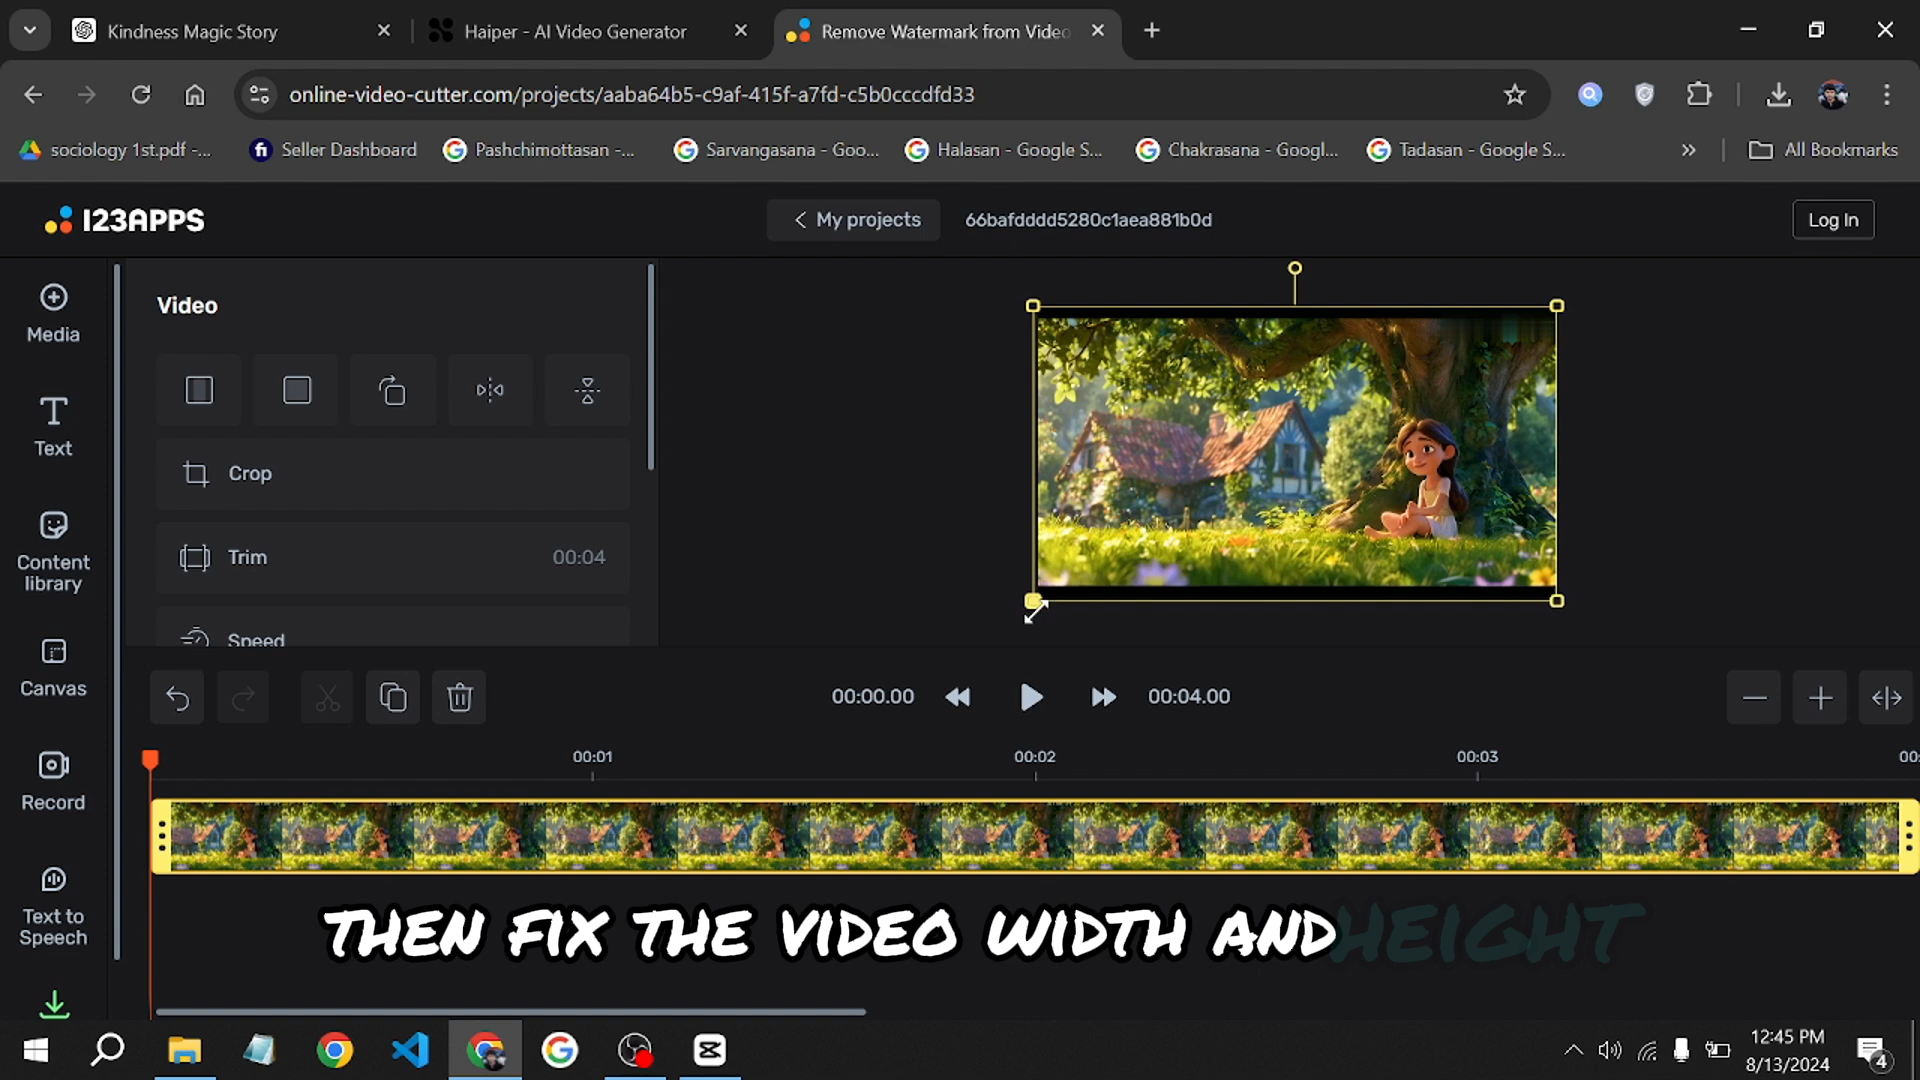 Kindness Magic Story
Haiper - AI Video Generator
Remove Watermark from Video
online-video-cutter.com/projects/aaba64b5-c9af-415f-a7fd-c5b0cccdfd33
sociology 1st.pdf -...
Seller Dashboard
Pashchimottasan -...
Sarvangasana - Goo...
Halasan - Google S...
Chakrasana - Googl...
Tadasan - Google S...
All Bookmarks
123APPS
My projects
66bafdddd5280c1aea881b0d
Log In
Media
Text
Content
library
Canvas
Record
Text to
Speech
Video
Crop
Trim
00:04
Speed
00:00.00
00:04.00
00:01
00:02
00:03
00:
THEN FIX THE VIDEO WIDTH AND HEIGHT
12:45 PM
8/13/2024
4